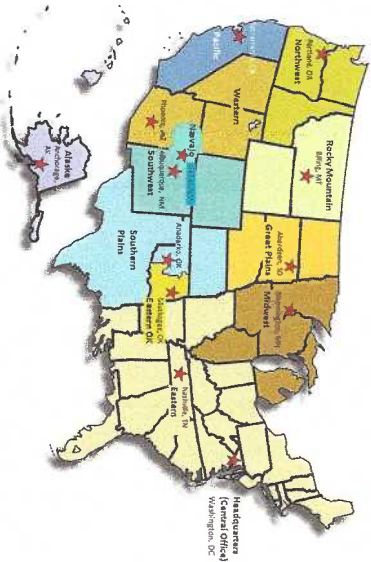 Portland, OR
Northwest
Rocky Mountain
Billing, MT
Aberdeen, SD
Great Plains
Midwest
Headquarters
(Central Office)
Washington, DC
Pacific
Western
Phoenix, AZ
Navajo
Albuquerque, NM
Southwest
Anadarko, OK
Southern
Plains
Muskogee, OK
Eastern OK
Nashville, TN
Eastern
Alaska
Anchorage,
AK